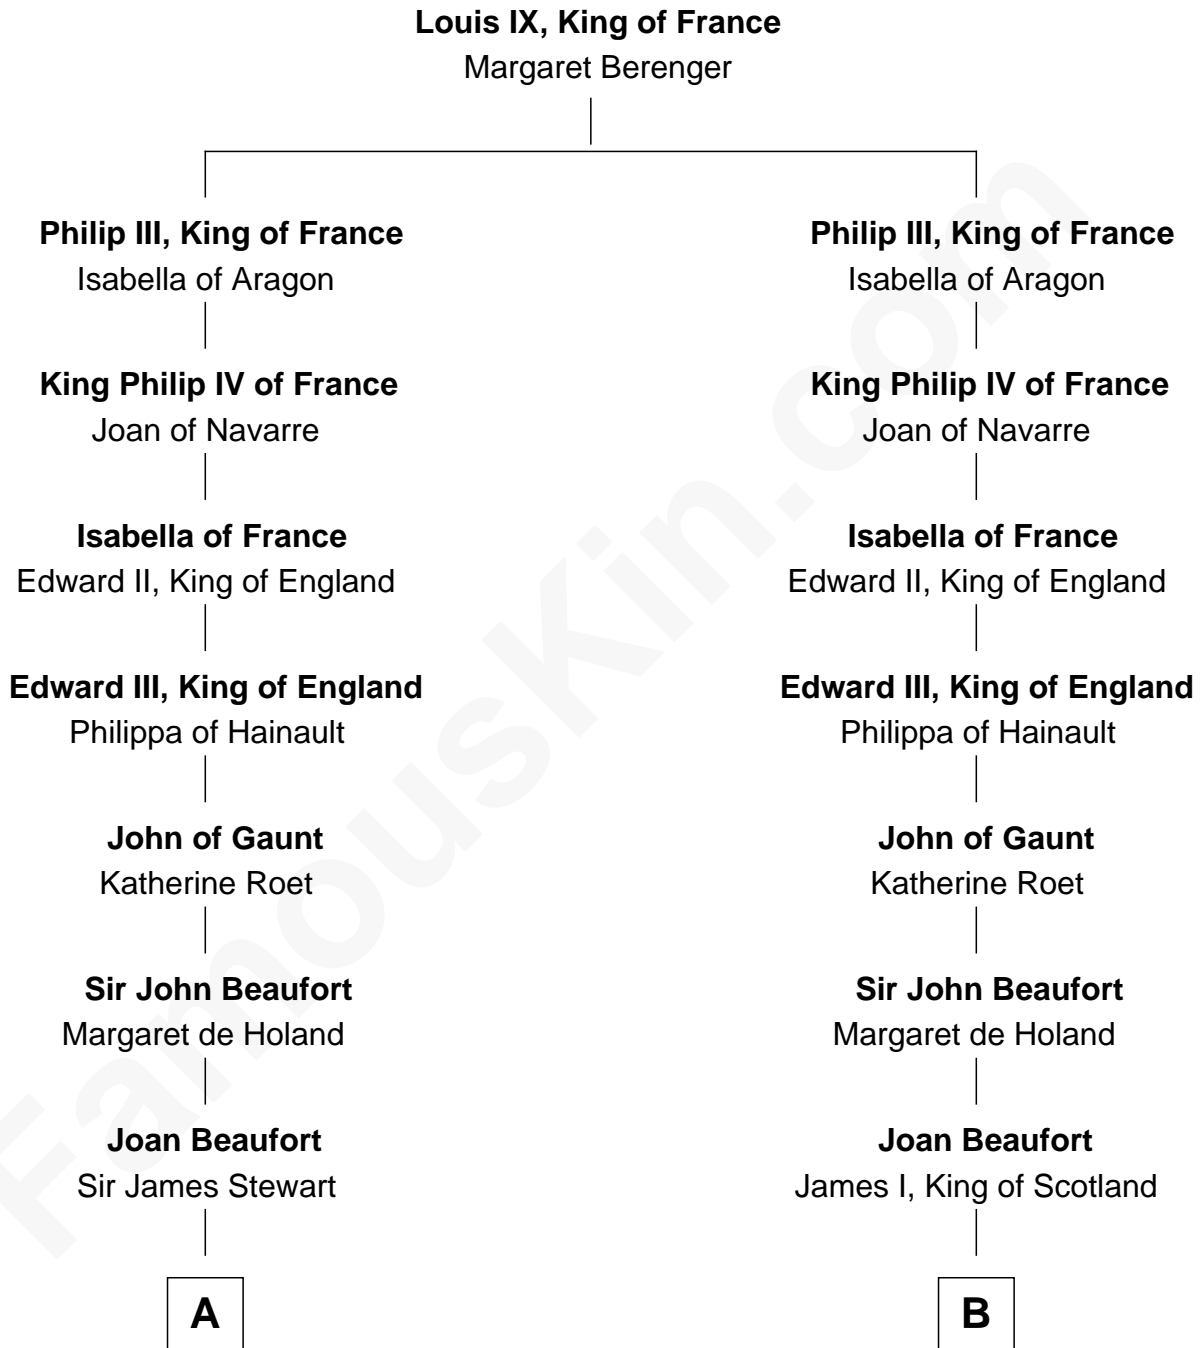 Louis IX, King of France
Margaret Berenger
Philip III, King of France
Isabella of Aragon
King Philip IV of France
Joan of Navarre
Isabella of France
Edward II, King of England
Edward III, King of England
Philippa of Hainault
John of Gaunt
Katherine Roet
Sir John Beaufort
Margaret de Holand
Joan Beaufort
Sir James Stewart
A
Philip III, King of France
Isabella of Aragon
King Philip IV of France
Joan of Navarre
Isabella of France
Edward II, King of England
Edward III, King of England
Philippa of Hainault
John of Gaunt
Katherine Roet
Sir John Beaufort
Margaret de Holand
Joan Beaufort
James I, King of Scotland
B
FamousKin.com